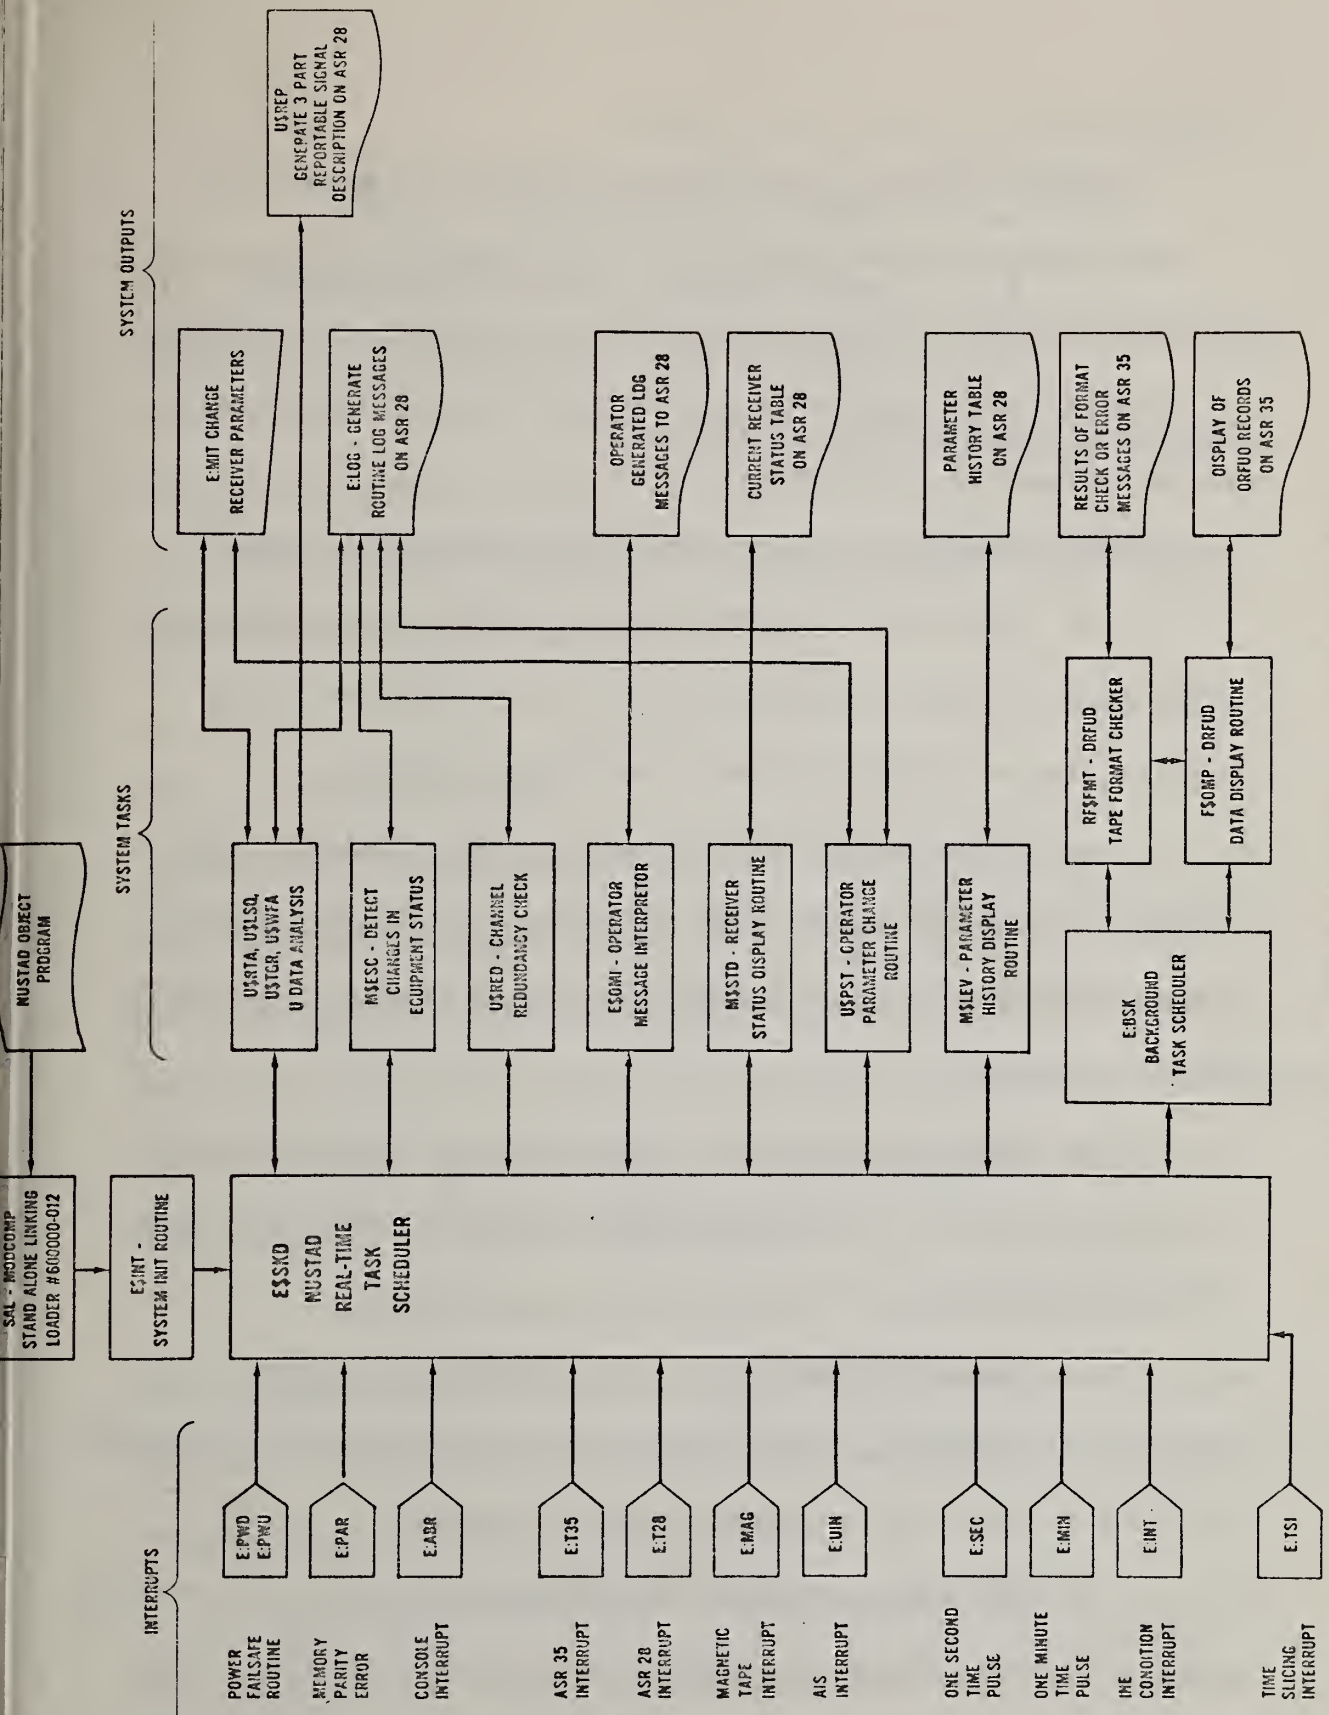 INTERRUPTS
POWER
FAILSAFE
ROUTINE
E:PWD
E:PWU
MEMORY
PARITY
ERROR
E:PAR
CONSOLE
INTERRUPT
E:ABR
ASR 35
INTERRUPT
E:T35
ASR 28
INTERRUPT
E:T28
MAGNETIC
TAPE
INTERRUPT
E:MAG
AIS
INTERRUPT
E:UIN
ONE SECOND
TIME
PULSE
E:SEC
ONE MINUTE
TIME
PULSE
E:MIN
INE
CONDITION
INTERRUPT
E:INT
TIME
SLICING
INTERRUPT
E:TSI
SAL - MODCOMP
STAND ALONE LINKING
LOADER #600000-012
E$INT -
SYSTEM INIT ROUTINE
E$SKD
NUSTAD
REAL-TIME
TASK
SCHEDULER
NUSTAD OBJECT
PROGRAM
SYSTEM TASKS
U$RTA, U$LSQ,
U$TGR, U$WFA
U DATA ANALYSIS
M$ESC - DETECT
CHANGES IN
EQUIPMENT STATUS
U$RED - CHANNEL
REDUNDANCY CHECK
E$OMI - OPERATOR
MESSAGE INTERPRETOR
M$STD - RECEIVER
STATUS DISPLAY ROUTINE
U$PST - OPERATOR
PARAMETER CHANGE
ROUTINE
M$LEV - PARAMETER
HISTORY DISPLAY
ROUTINE
E:BSK
BACKGROUND
TASK SCHEDULER
RF$FMT - DRFUD
TAPE FORMAT CHECKER
F$OMP - DRFUD
DATA DISPLAY ROUTINE
SYSTEM OUTPUTS
E:MIT CHANGE
RECEIVER PARAMETERS
E:LOG - GENERATE
ROUTINE LOG MESSAGES
ON ASR 28
OPERATOR
GENERATED LOG
MESSAGES TO ASR 28
CURRENT RECEIVER
STATUS TABLE
ON ASR 28
PARAMETER
HISTORY TABLE
ON ASR 28
RESULTS OF FORMAT
CHECK OR ERROR
MESSAGES ON ASR 35
DISPLAY OF
ORFUO RECORDS
ON ASR 35
U$REP
GENERATE 3 PART
REPORTABLE SIGNAL
DESCRIPTION ON ASR 28